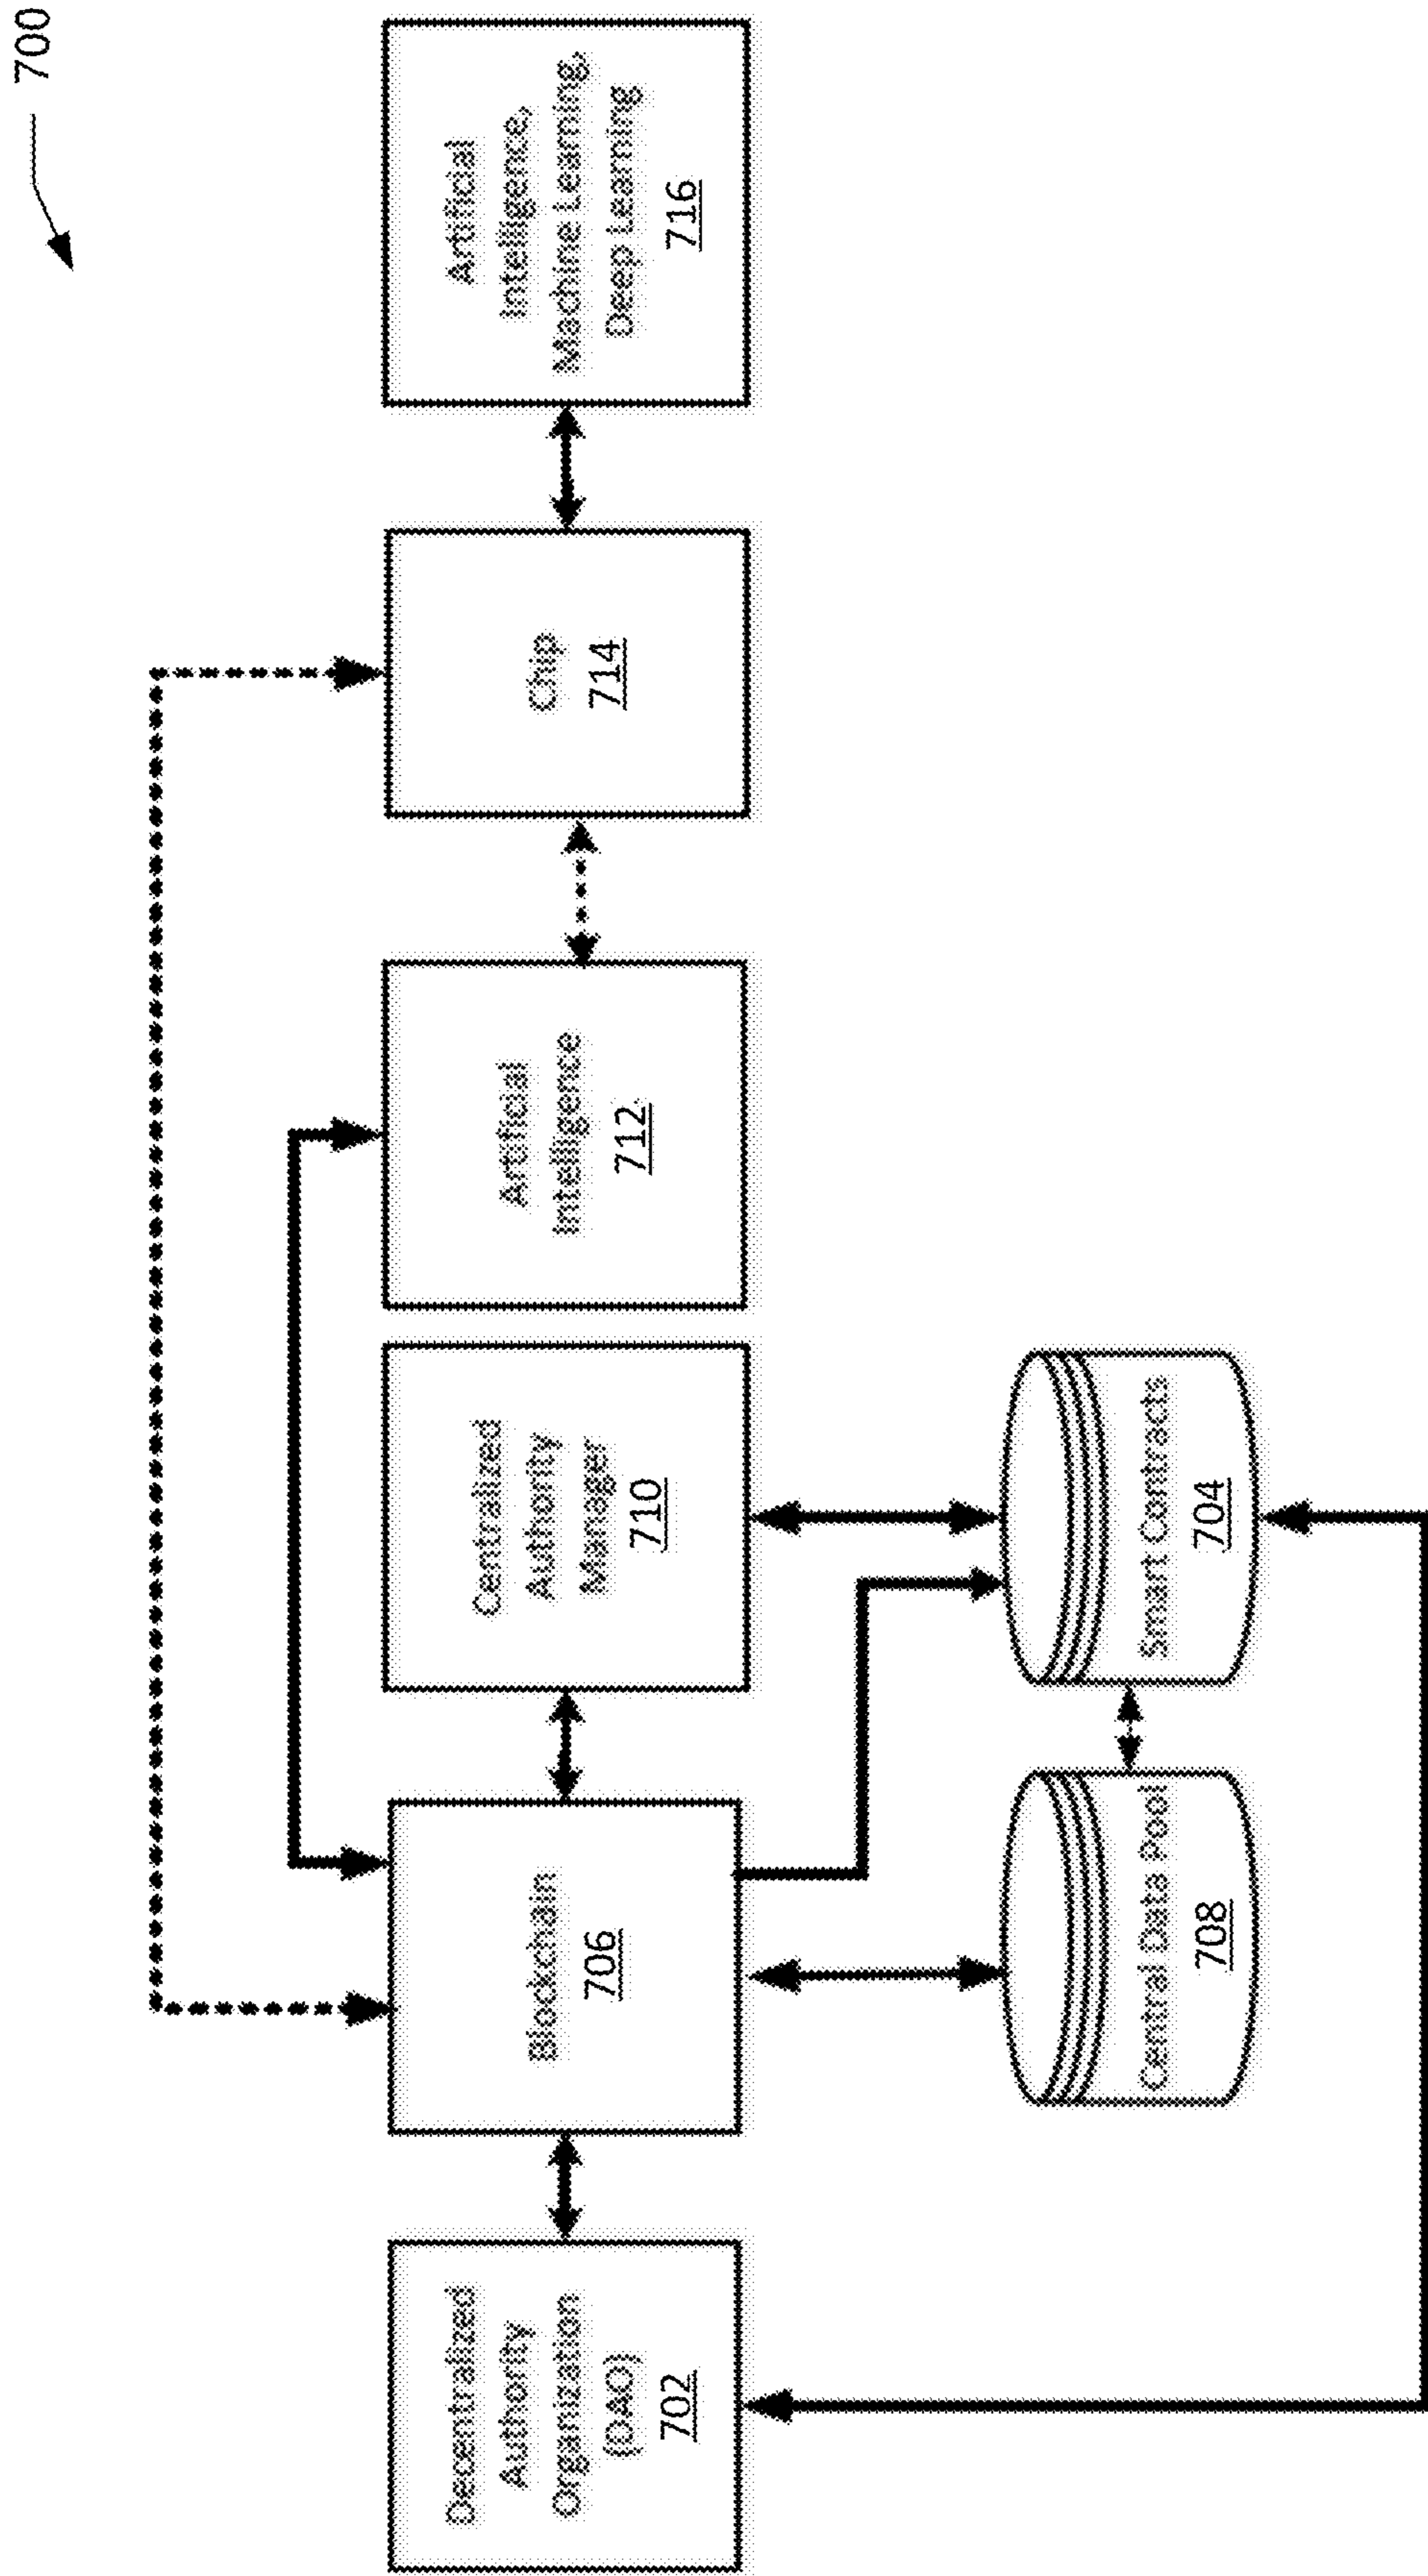 700
Decentralized
Authority
Organization
(DAO)
702
Blockchain
706
Centralized
Authority
Manager
710
Artificial
Intelligence
712
Chip
714
Artificial
Intelligence,
Machine Learning,
Deep Learning
716
Central Data Pool
708
Smart Contracts
704